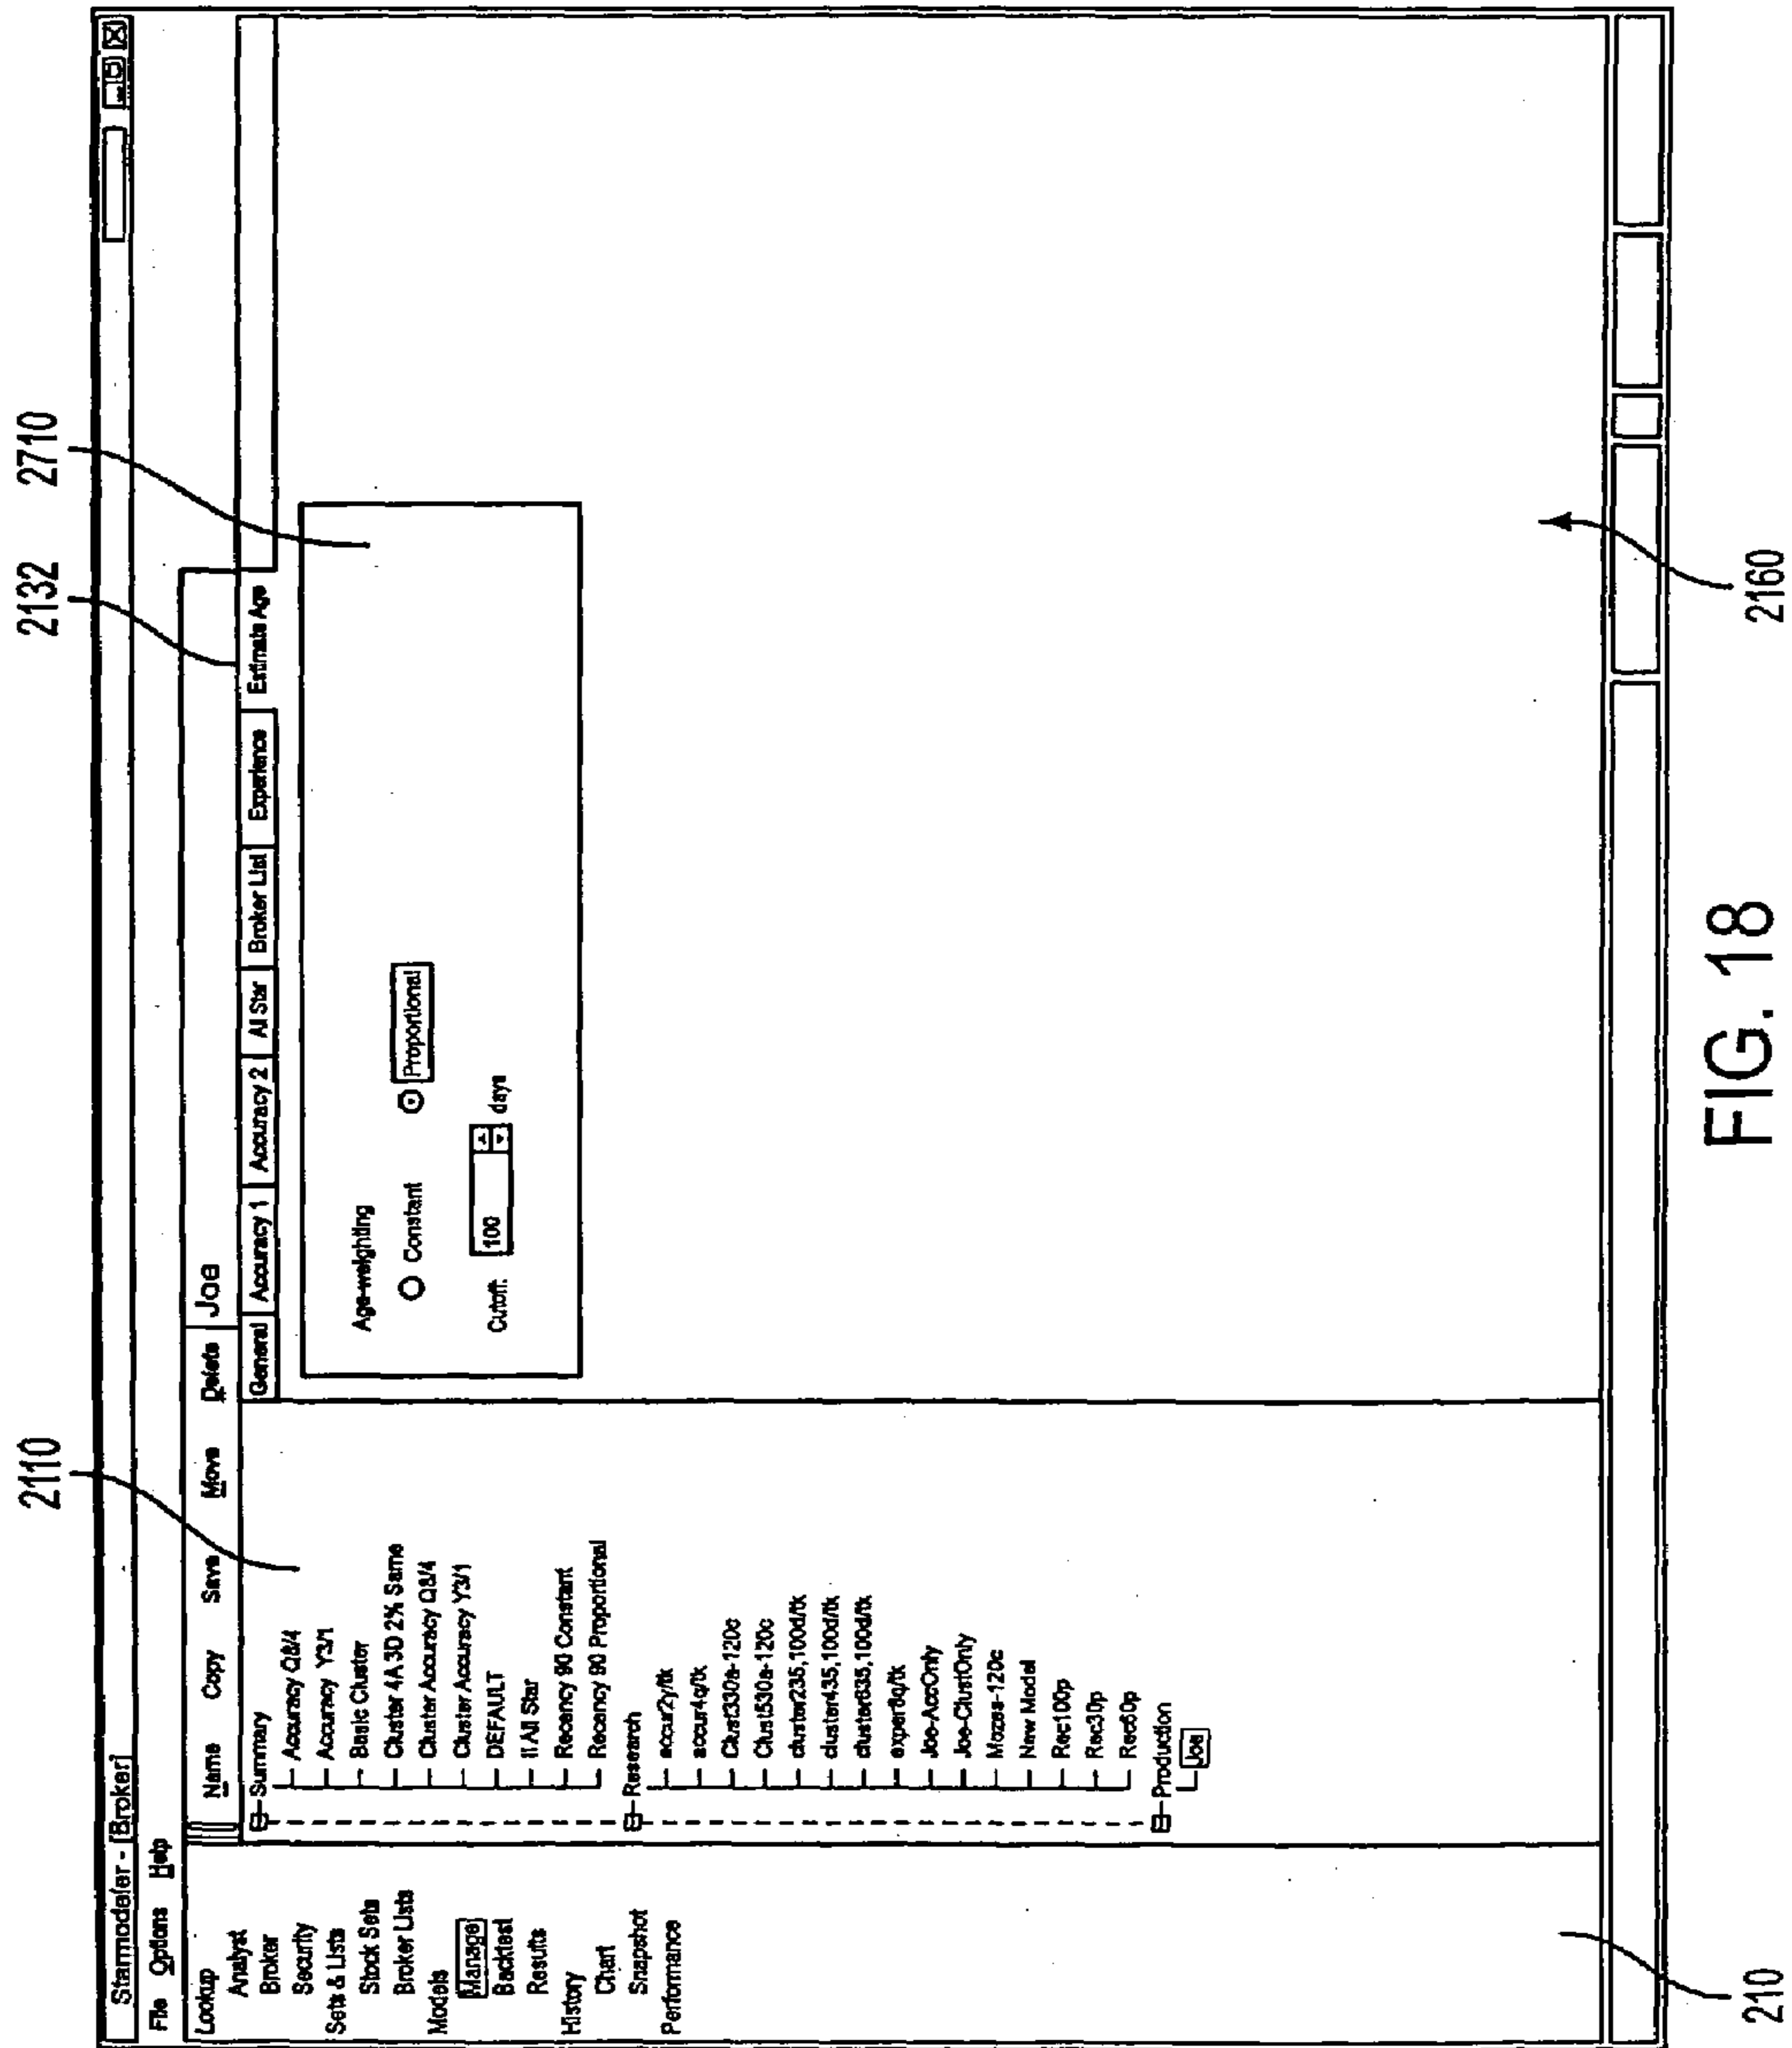 2110
2132
2710
Starmodeler - [Broker]
File Options Help
Name Copy Save Move Delete Joe
General Accuracy 1 Accuracy 2 All Star Broker List Experience Estimate Age
Lookup
Analyst
Broker
Security
Sets & Lists
Stock Sets
Broker Lists
Models
Manage
Backtest
Results
History
Chart
Snapshot
Performance
Summary
Accuracy Q8/4
Accuracy Y3/1
Basic Cluster
Cluster 4A 3D 2% Same
Cluster Accuracy Q8/4
Cluster Accuracy Y3/1
DEFAULT
II All Star
Recency 90 Constant
Recency 90 Proportional
Research
accur2y/tk
accur4q/tk
Clust330a-120c
Clust530a-120c
cluster235,100d/tk
cluster435,100d/tk
cluster635,100d/tk
exper8q/tk
Joe-AccOnly
Joe-ClustOnly
Mozes-120c
New Model
Rec100p
Rec30p
Rec60p
Production
Joe
Age-weighting
Constant Proportional
Cutoff: 100 days
210
2160
FIG. 18